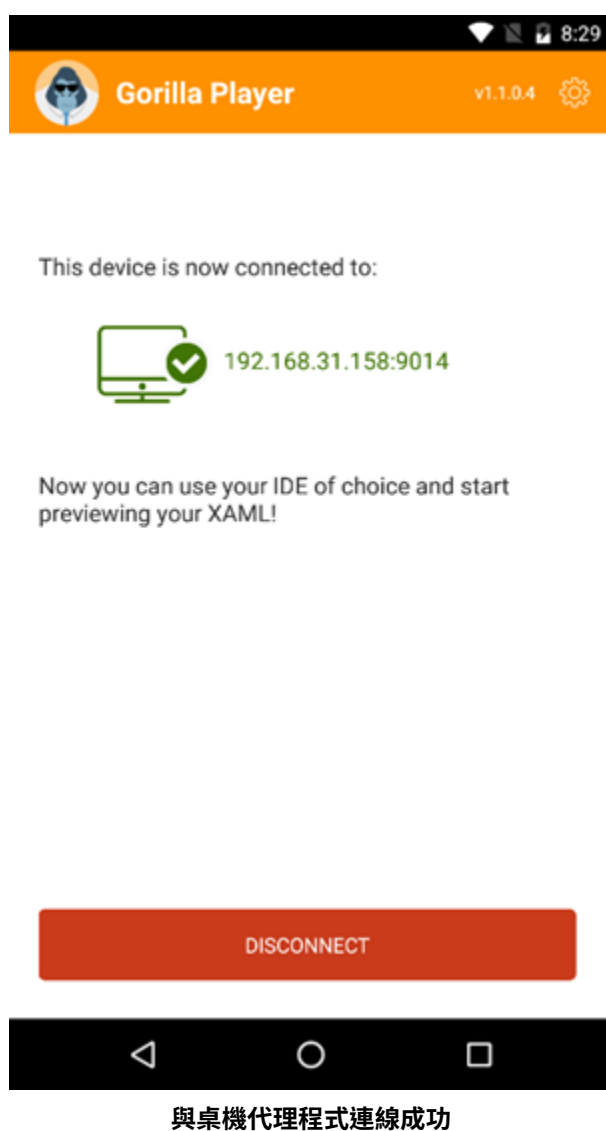 8:29
Gorilla Player
v1.1.0.4
This device is now connected to:
192.168.31.158:9014
Now you can use your IDE of choice and start
previewing your XAML!
DISCONNECT
與桌機代理程式連線成功